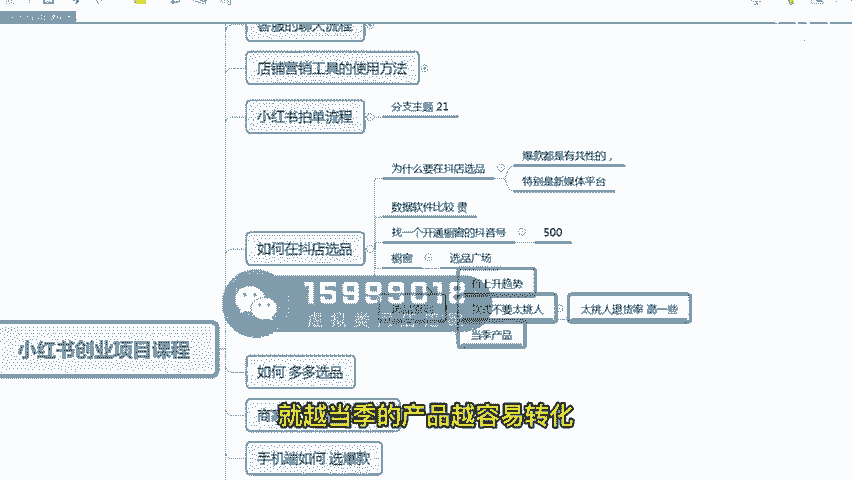 客服的聊天流程
店铺营销工具的使用方法
小红书拍单流程
分支主题 21
为什么要在抖店选品
爆款都是有共性的，
特别是新媒体平台
数据软件比较 贵
如何在抖店选品
找一个开通橱窗的抖音号
500
橱窗
选品广场
有上升趋势
款式不要太挑人
太挑人退货率 高一些
当季产品
15999018
虚拟类网店
小红书创业项目课程
如何 多多选品
就越当季的产品越容易转化
手机端如何 选爆款